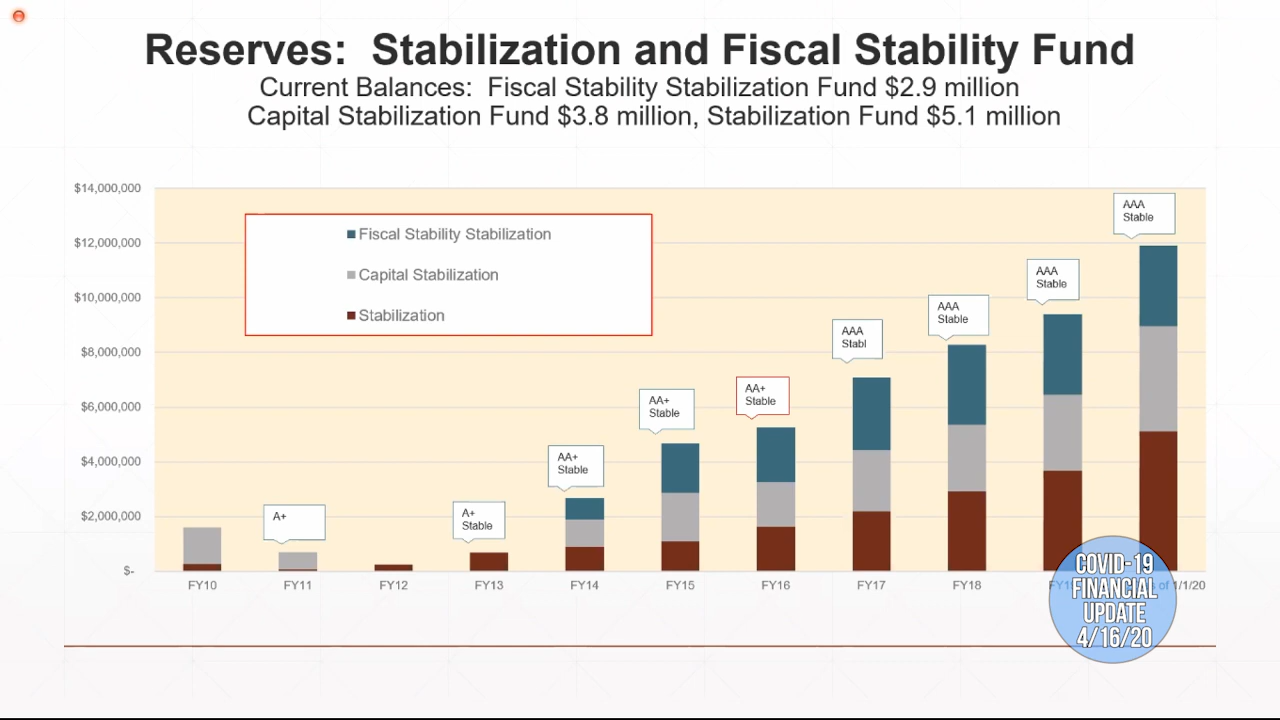 Reserves:  Stabilization and Fiscal Stability Fund
Current Balances:  Fiscal Stability Stabilization Fund $2.9 million
Capital Stabilization Fund $3.8 million, Stabilization Fund $5.1 million
$14,000,000
$12,000,000
$10,000,000
$8,000,000
$6,000,000
$4,000,000
$2,000,000
$-
Fiscal Stability Stabilization
Capital Stabilization
Stabilization
A+
A+
Stable
AA+
Stable
AA+
Stable
AA+
Stable
AAA
Stabl
AAA
Stable
AAA
Stable
AAA
Stable
FY10
FY11
FY12
FY13
FY14
FY15
FY16
FY17
FY18
of 1/1/20
COVID-19
FINANCIAL
UPDATE
4/16/20